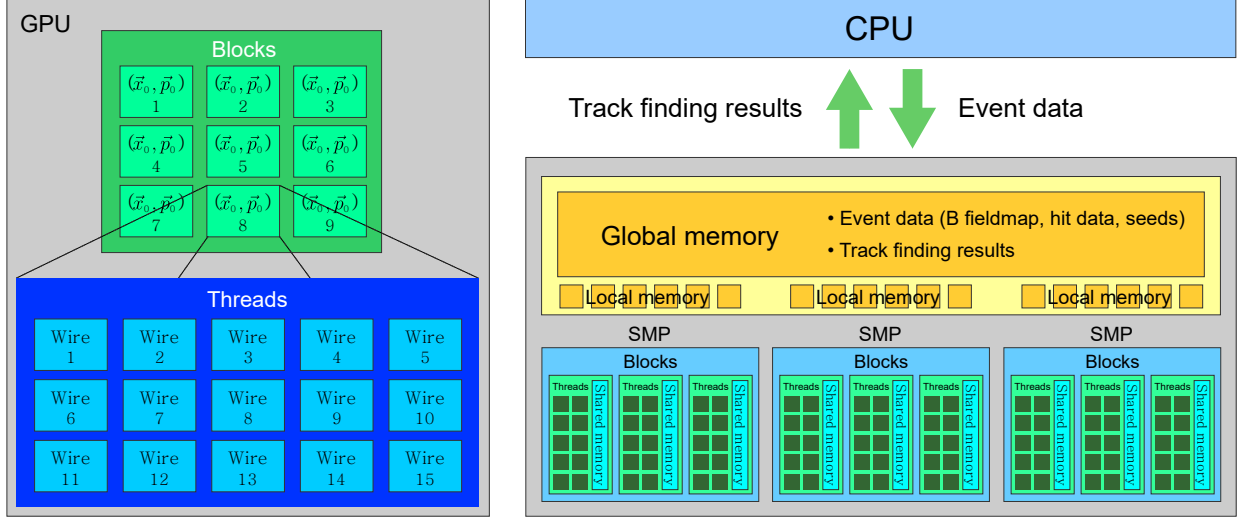 GPU
Blocks
(x⃗₀, p⃗₀)
1
(x⃗₀, p⃗₀)
2
(x⃗₀, p⃗₀)
3
(x⃗₀, p⃗₀)
4
(x⃗₀, p⃗₀)
5
(x⃗₀, p⃗₀)
6
(x⃗₀, p⃗₀)
7
(x⃗₀, p⃗₀)
8
(x⃗₀, p⃗₀)
9
Threads
Wire
1
Wire
2
Wire
3
Wire
4
Wire
5
Wire
6
Wire
7
Wire
8
Wire
9
Wire
10
Wire
11
Wire
12
Wire
13
Wire
14
Wire
15
CPU
Track finding results
Event data
Global memory
• Event data (B fieldmap, hit data, seeds)
• Track finding results
Local memory
Local memory
Local memory
SMP
SMP
SMP
Blocks
Blocks
Blocks
Threads
Shared memory
Threads
Shared memory
Threads
Shared memory
Threads
Shared memory
Threads
Shared memory
Threads
Shared memory
Threads
Shared memory
Threads
Shared memory
Threads
Shared memory